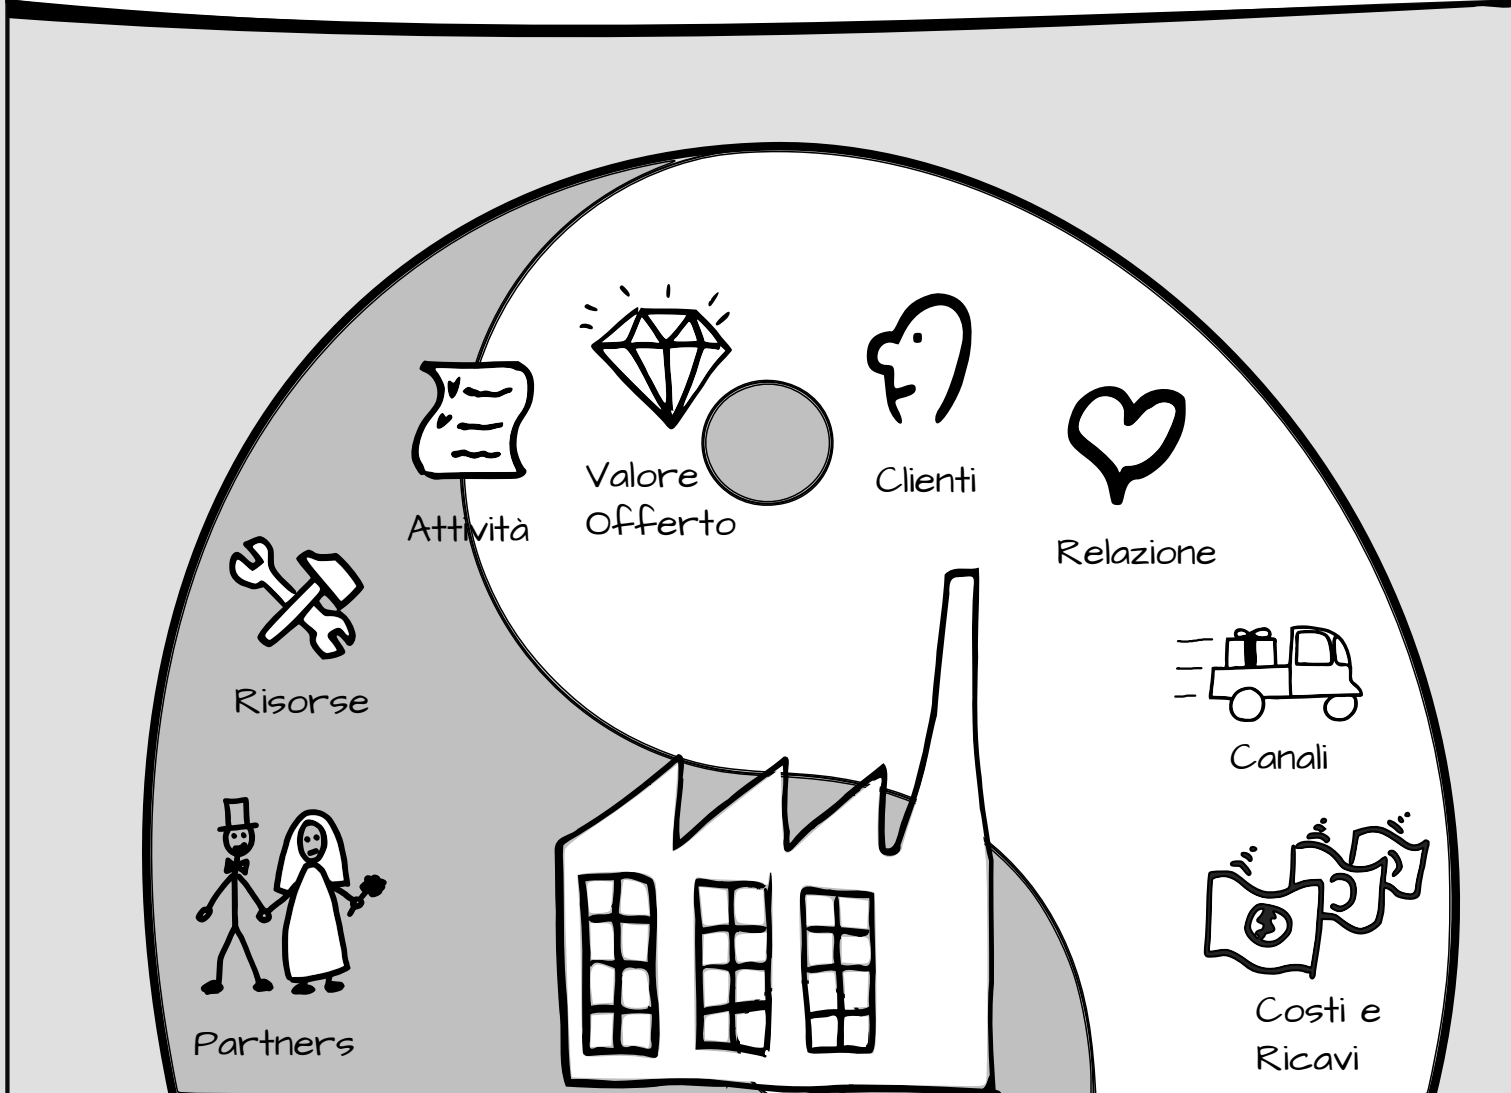 Valore
Offerto
Clienti
Attività
Relazione
Risorse
Canali
Partners
Costi e
Ricavi